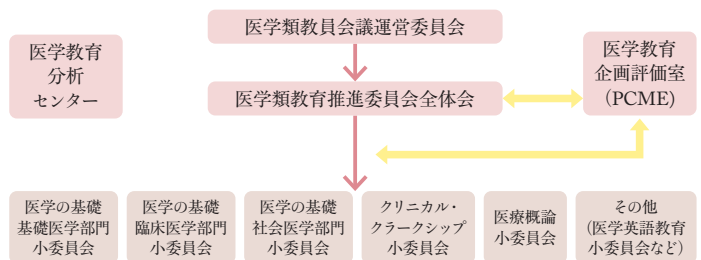 医学類教員会議運営委員会
医学教育
分析
センター
医学教育
企画評価室
（PCME）
医学類教育推進委員会全体会
医学の基礎
基礎医学部門
小委員会
医学の基礎
臨床医学部門
小委員会
医学の基礎
社会医学部門
小委員会
クリニカル・
クラークシップ
小委員会
医療概論
小委員会
その他
（医学英語教育
小委員会など）